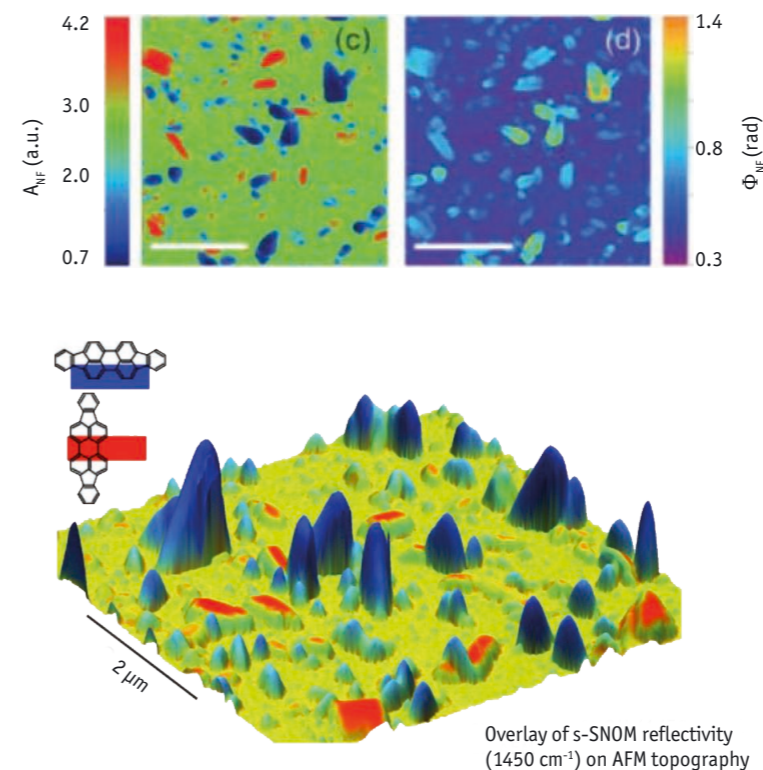 4.2
3.0
2.0
0.7
A_NF (a.u.)
(c)
(d)
1.4
0.8
0.3
Φ_NF (rad)
2 µm
Overlay of s-SNOM reflectivity
(1450 cm⁻¹) on AFM topography